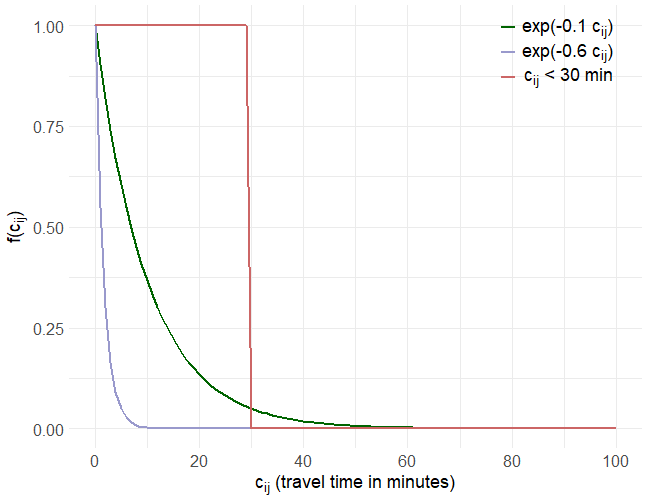 exp(-0.1 cij)
exp(-0.6 cij)
cij < 30 min
1.00
0.75
0.50
0.25
0.00
f(cij)
0 20 40 60 80 100
cij (travel time in minutes)